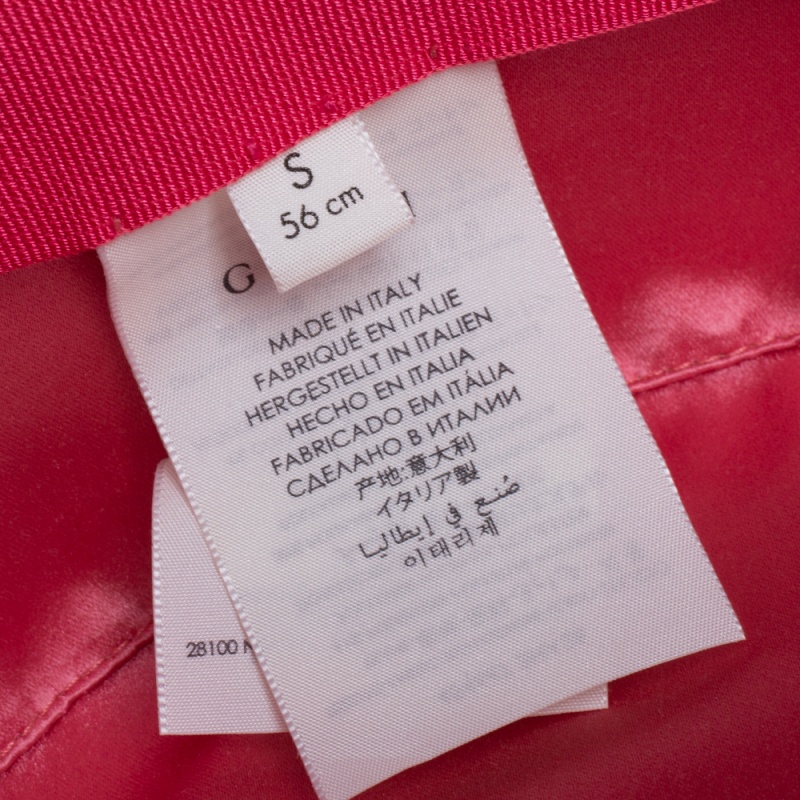 S
56 cm
G
MADE IN ITALY
FABRIQUÉ EN ITALIE
HERGESTELLT IN ITALIEN
HECHO EN ITALIA
FABRICADO EM ITÁLIA
СДЕЛАНО В ИТАЛИИ
产地:意大利
イタリア製
صُنع في إيطاليا
이태리제
28100 N